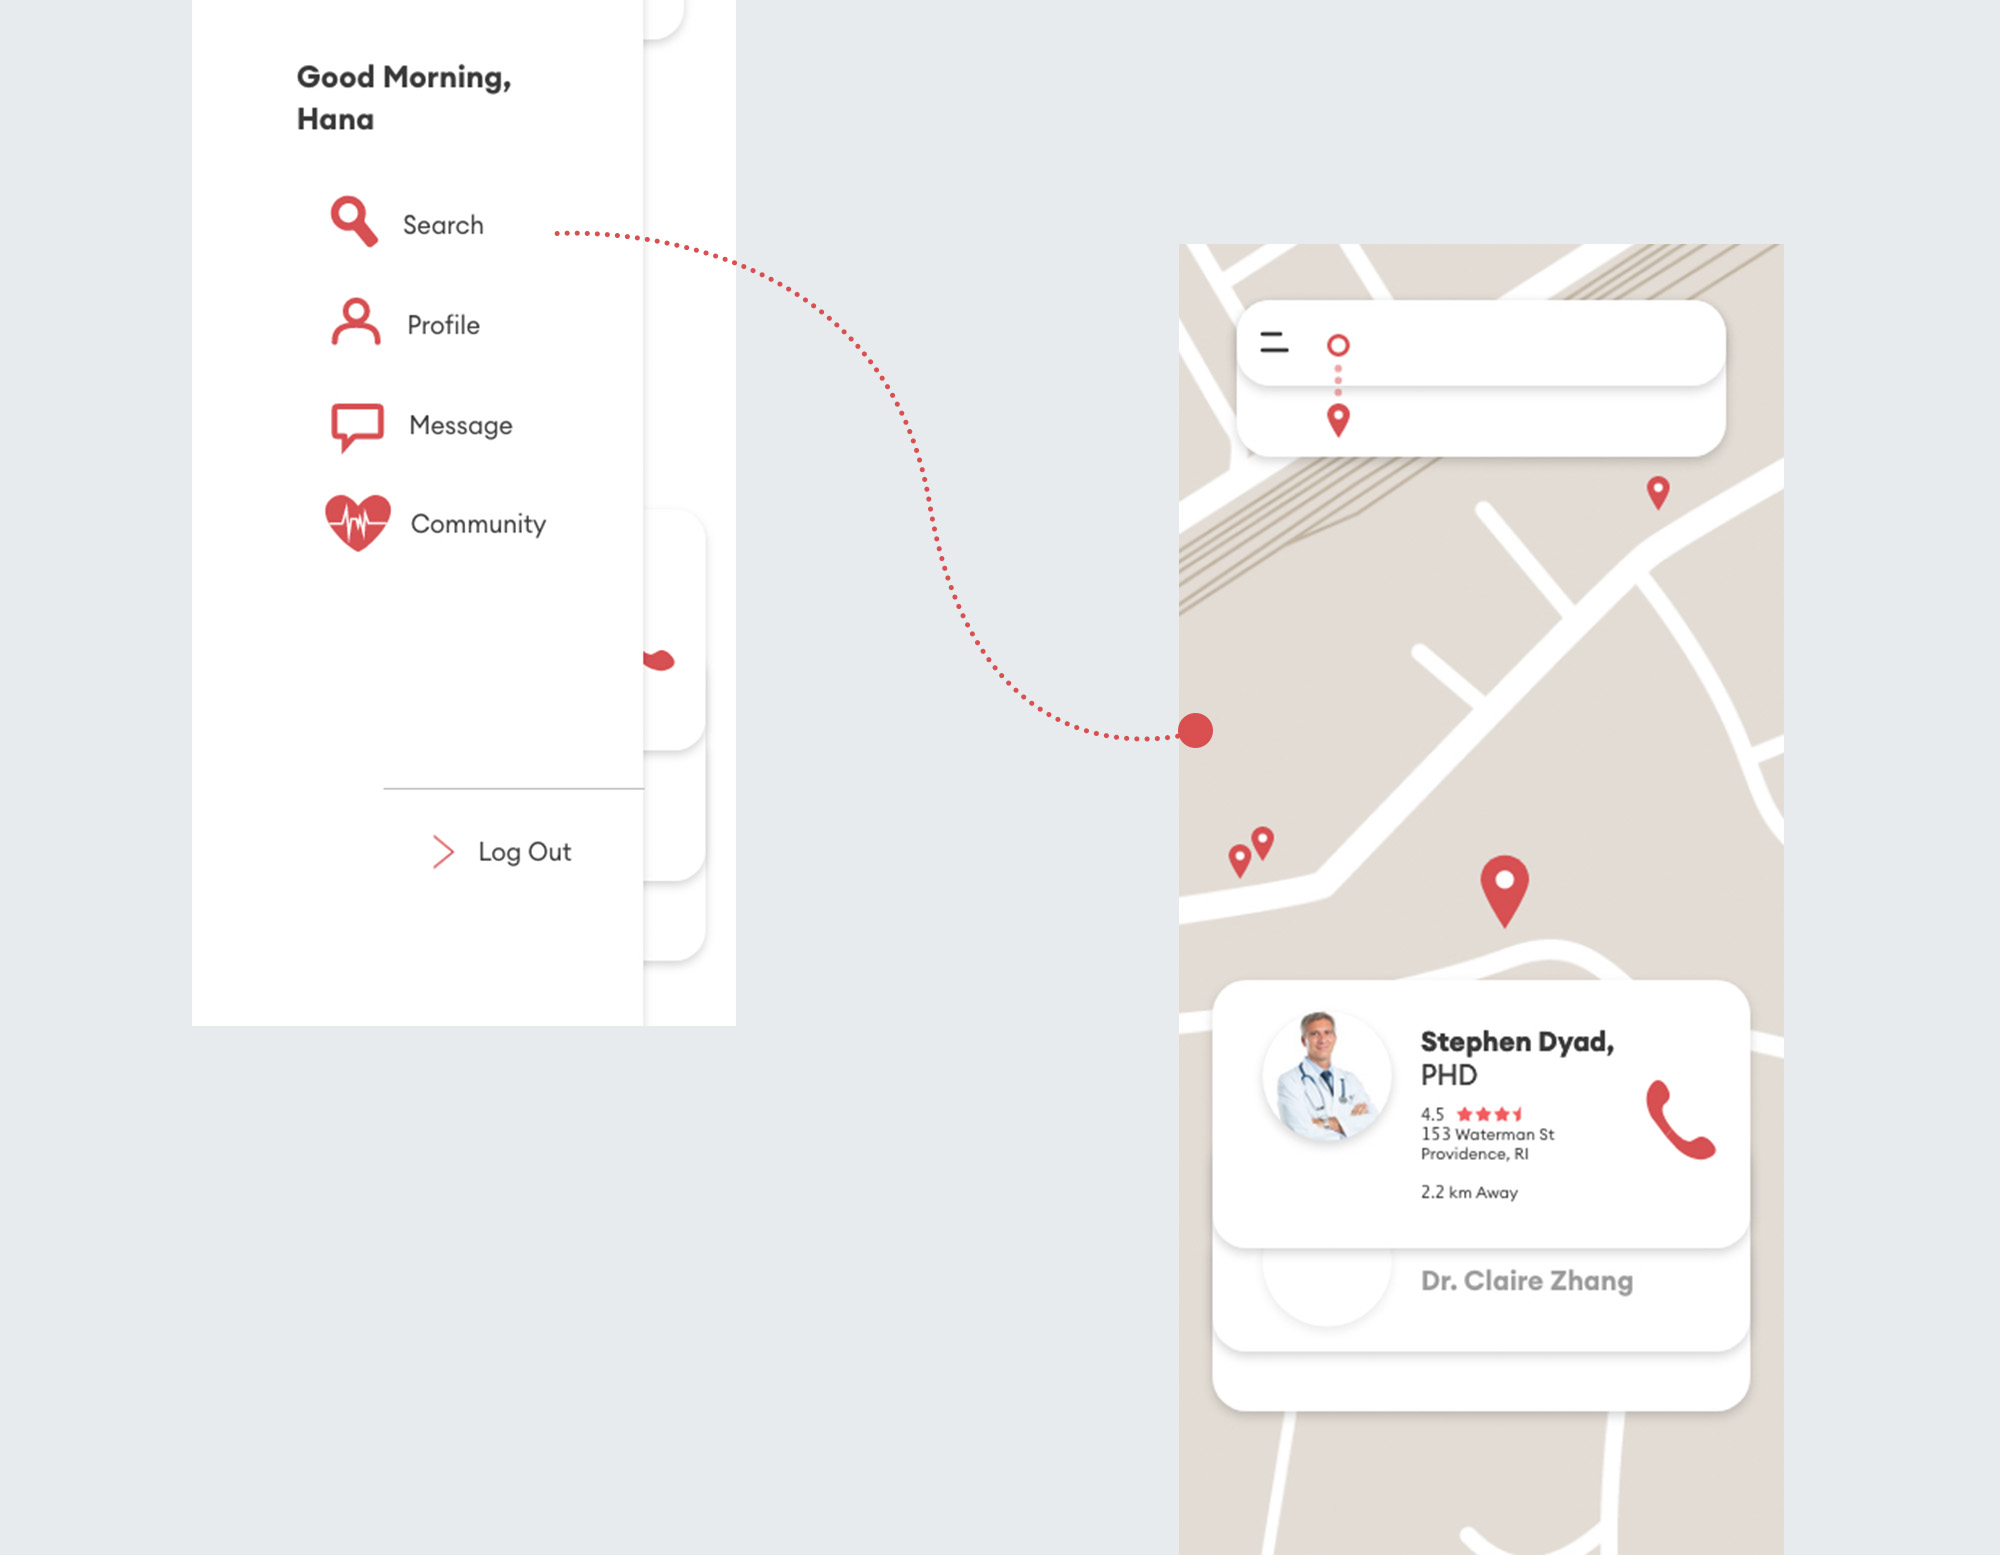 Good Morning,
Hana
Search
Profile
Message
Community
Log Out
Stephen Dyad,
PHD
4.5
153 Waterman St
Providence, RI
2.2 km Away
Dr. Claire Zhang